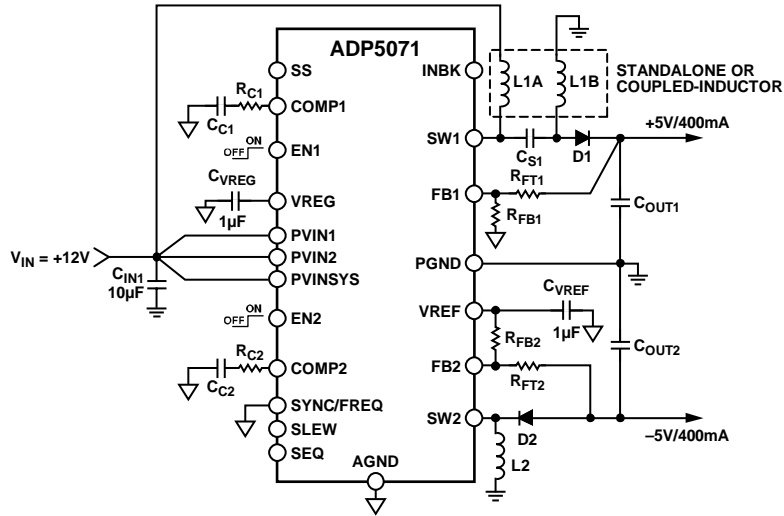 ADP5071
SS
INBK
L1A
L1B
STANDALONE OR
COUPLED-INDUCTOR
RC1
CC1
COMP1
SW1
CS1
D1
+5V/400mA
ON
OFF
EN1
CVREG
1µF
VREG
FB1
RFT1
RFB1
COUT1
PVIN1
VIN = +12V
PVIN2
PGND
CIN1
10µF
PVINSYS
ON
OFF
EN2
VREF
CVREF
1µF
RFB2
RC2
CC2
COMP2
FB2
RFT2
COUT2
SYNC/FREQ
SW2
D2
–5V/400mA
SLEW
SEQ
L2
AGND